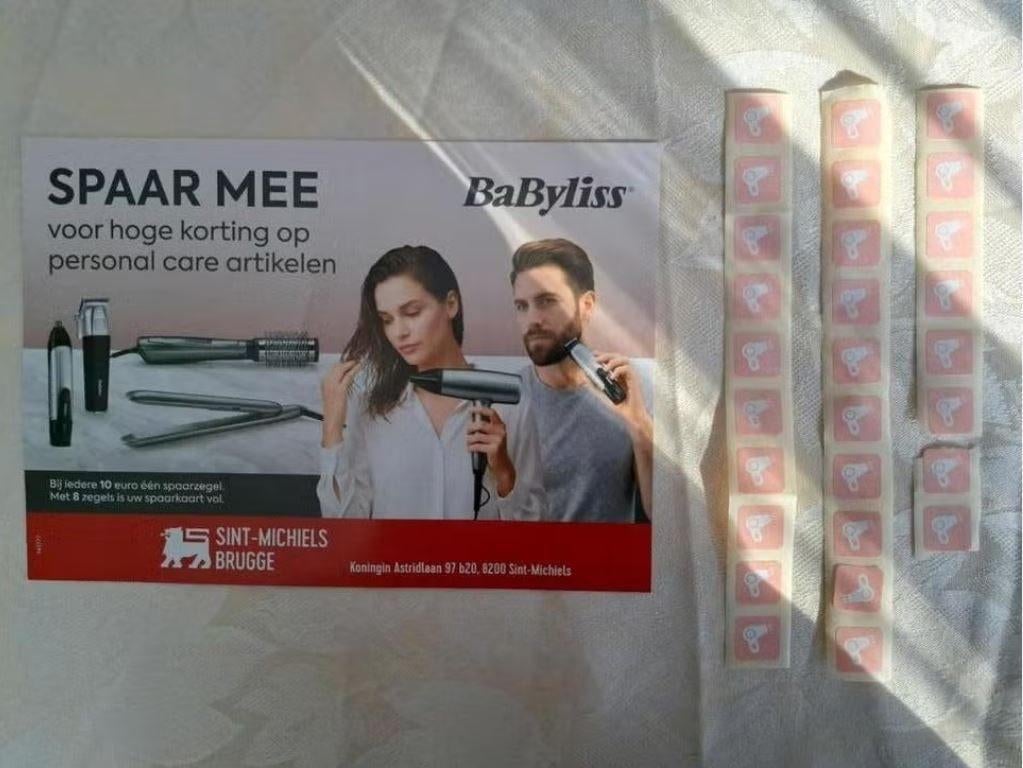 SPAAR MEE
voor hoge korting op
personal care artikelen
BaByliss
Bij iedere 10 euro één spaarzegel.
Met 8 zegels is uw spaarkaart vol.
SINT-MICHIELS
BRUGGE
Koningin Astridlaan 97 b20, 8200 Sint-Michiels